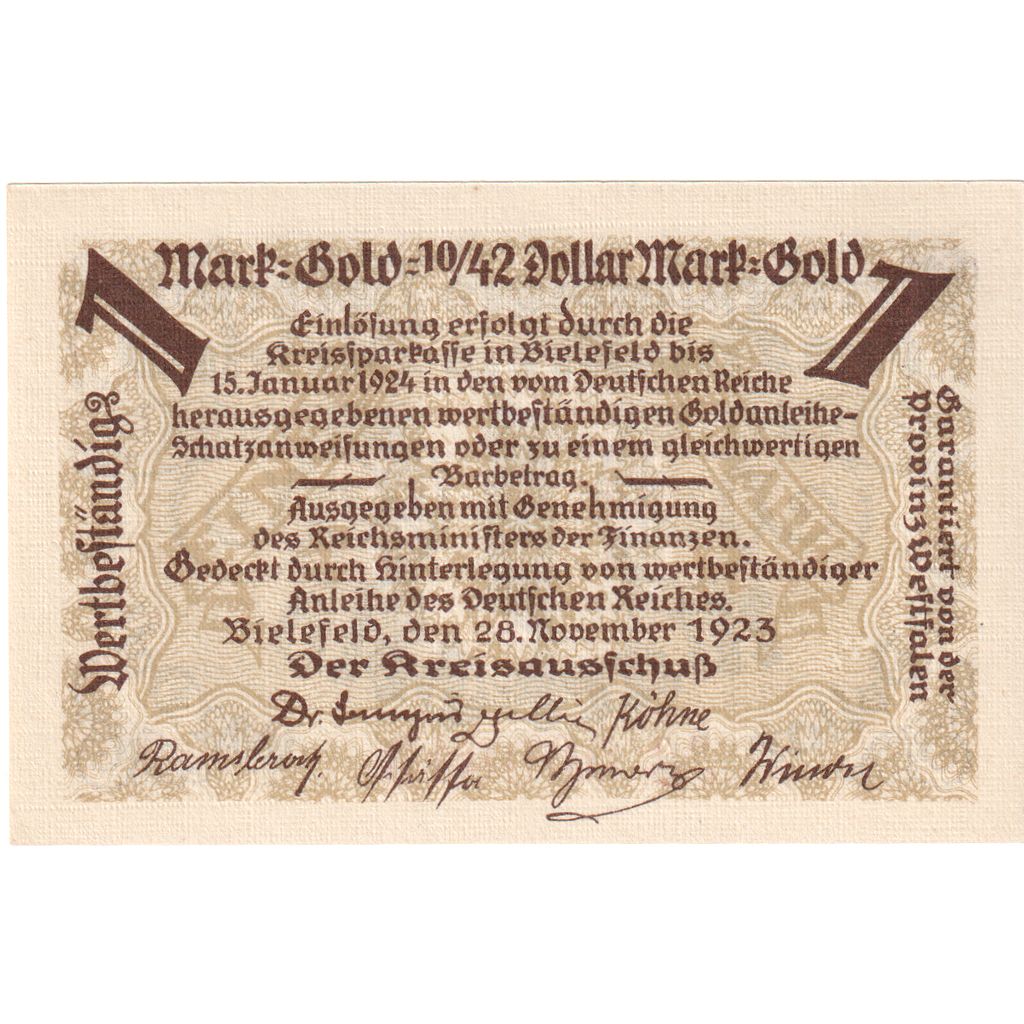 1 Mark-Gold = 10/42 Dollar Mark-Gold 1
Einlösung erfolgt durch die
Kreissparkasse in Bielefeld bis
15. Januar 1924 in den vom Deutschen Reiche
herausgegebenen wertbeständigen Goldanleihe-
Schatzanweisungen oder zu einem gleichwertigen
Barbetrag.
Ausgegeben mit Genehmigung
des Reichsministers der Finanzen.
Gedeckt durch Hinterlegung von wertbeständiger
Anleihe des Deutschen Reiches.
Bielefeld, den 28. November 1923
Der Kreisausschuß
Dr. Köhne
Wertbeständig
Garantiert von der
Provinz Westfalen